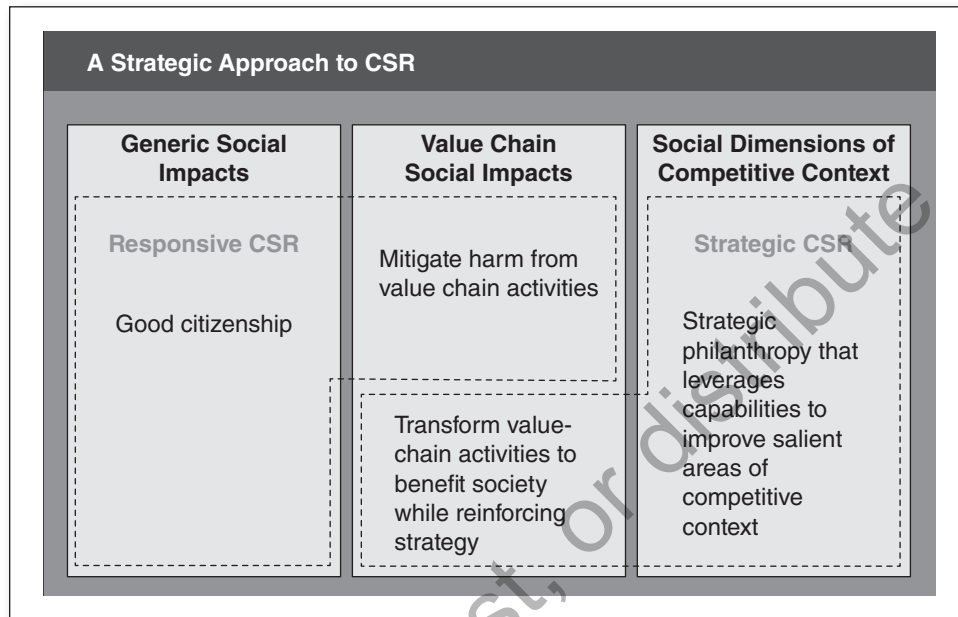 A Strategic Approach to CSR
Generic Social
Impacts
Responsive CSR
Good citizenship
Value Chain
Social Impacts
Mitigate harm from
value chain activities
Transform value-
chain activities to
benefit society
while reinforcing
strategy
Social Dimensions of
Competitive Context
Strategic CSR
Strategic
philanthropy that
leverages
capabilities to
improve salient
areas of
competitive
context
or distribute